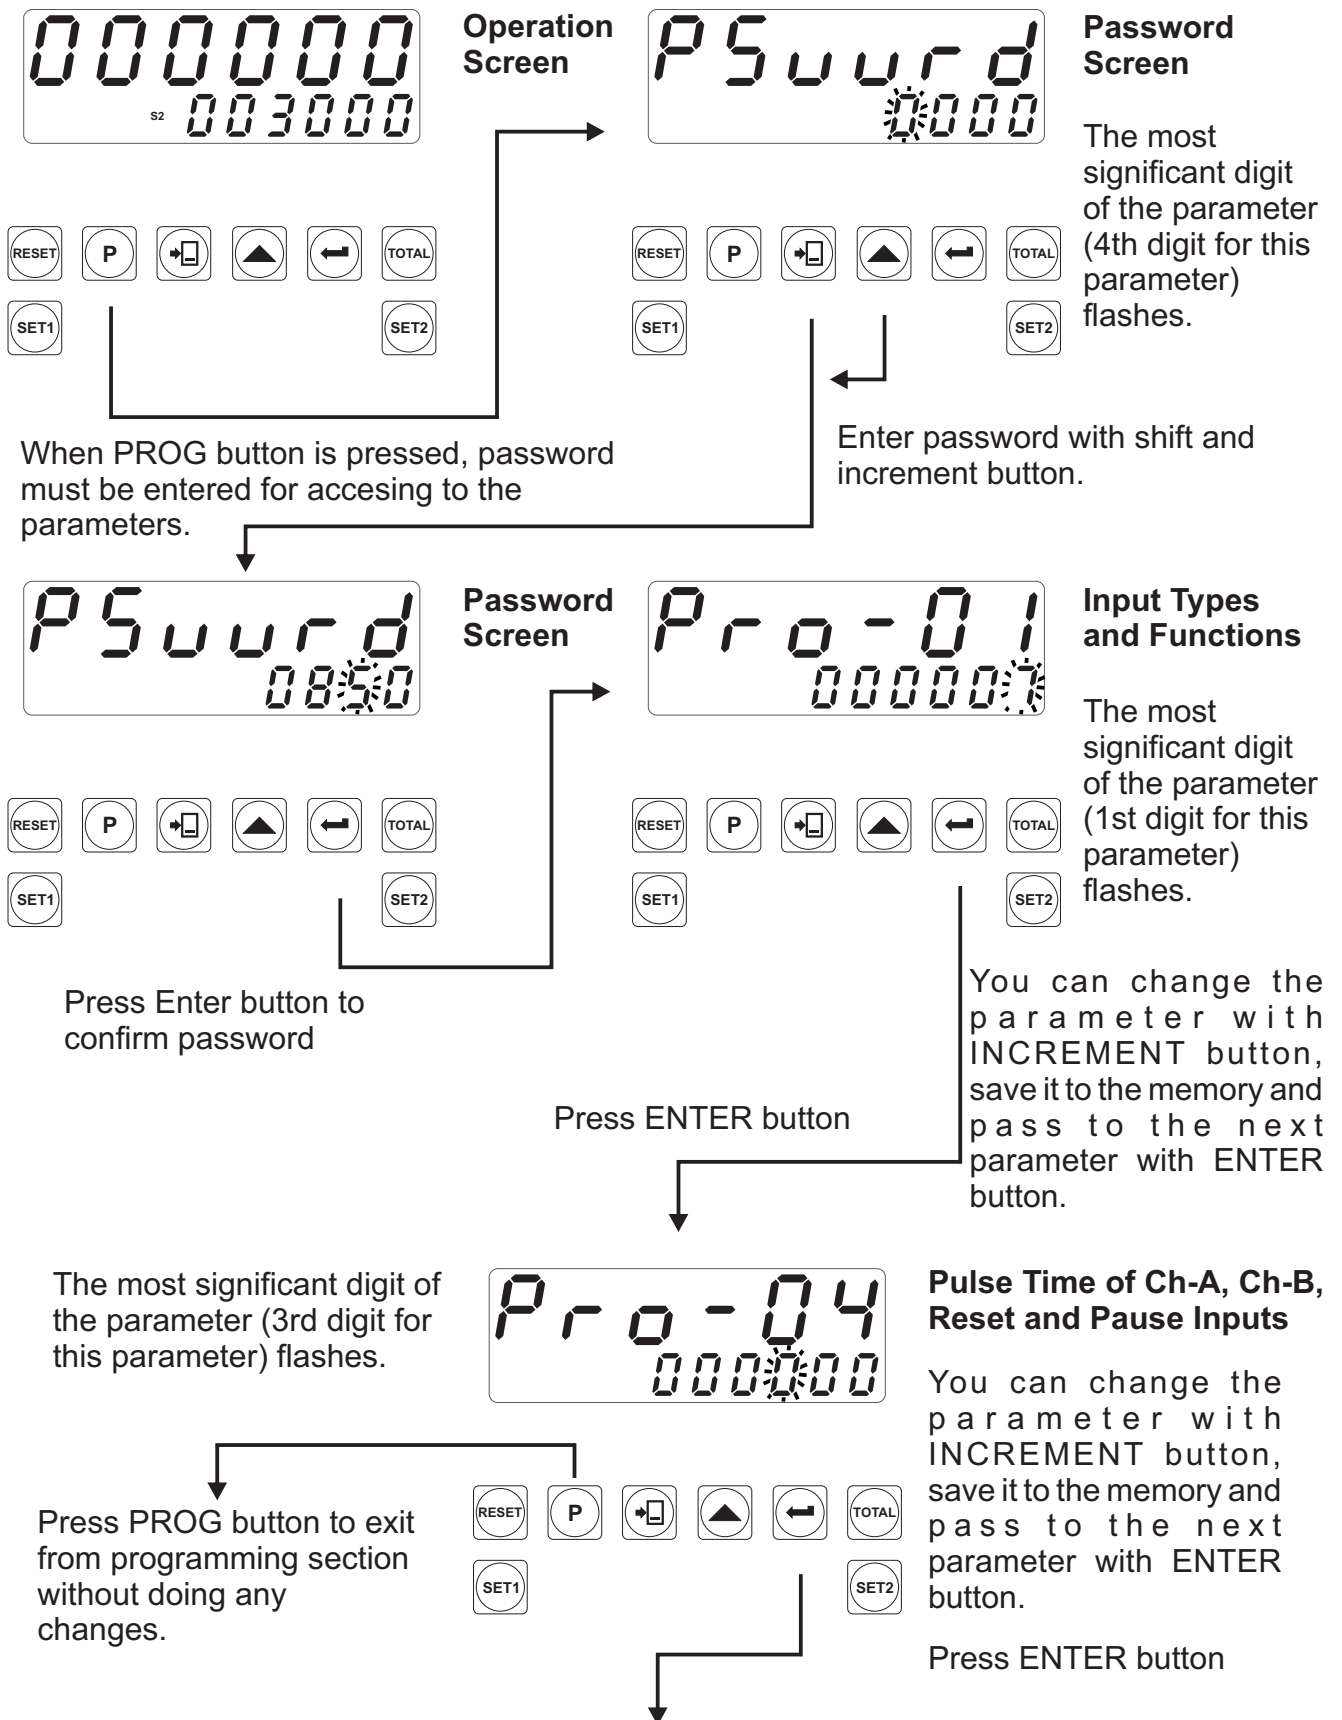 000000
S2 003000
Operation
Screen
RESET P TOTAL
SET1 SET2
When PROG button is pressed, password
must be entered for accesing to the
parameters.
PSuurd
0000
Password
Screen
The most
significant digit
of the parameter
(4th digit for this
parameter)
flashes.
RESET P TOTAL
SET1 SET2
Enter password with shift and
increment button.
PSuurd
0850
Password
Screen
RESET P TOTAL
SET1 SET2
Press Enter button to
confirm password
Pro-01
000007
Input Types
and Functions
The most
significant digit
of the parameter
(1st digit for this
parameter)
flashes.
RESET P TOTAL
SET1 SET2
You can change the
parameter with
INCREMENT button,
save it to the memory and
pass to the next
parameter with ENTER
button.
Press ENTER button
The most significant digit of
the parameter (3rd digit for
this parameter) flashes.
Pro-04
000000
Pulse Time of Ch-A, Ch-B,
Reset and Pause Inputs
You can change the
parameter with
INCREMENT button,
save it to the memory and
pass to the next
parameter with ENTER
button.
RESET P TOTAL
SET1 SET2
Press PROG button to exit
from programming section
without doing any
changes.
Press ENTER button